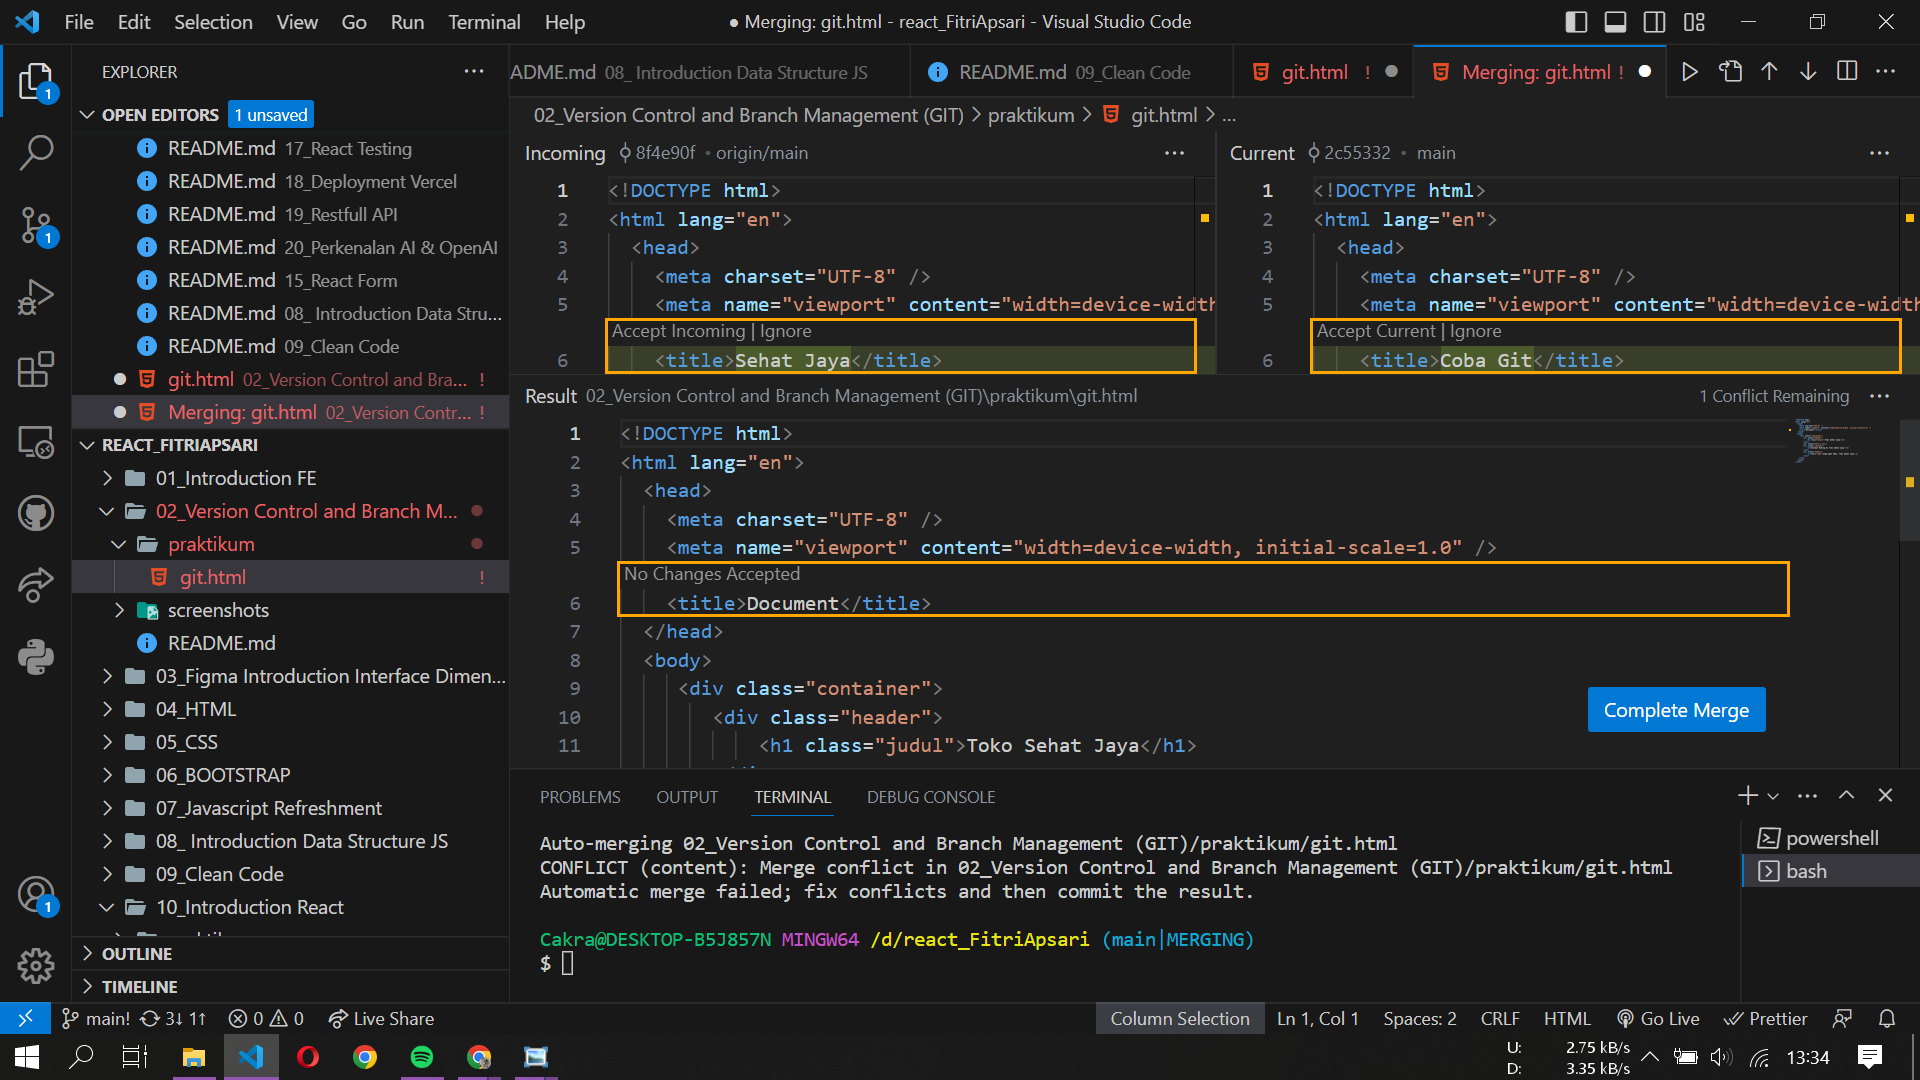 File Edit Selection View Go Run Terminal Help
● Merging: git.html - react_FitriApsari - Visual Studio Code
EXPLORER
OPEN EDITORS 1 unsaved
README.md 17_React Testing
README.md 18_Deployment Vercel
README.md 19_Restfull API
README.md 20_Perkenalan AI & OpenAI
README.md 15_React Form
README.md 08_ Introduction Data Stru...
README.md 09_Clean Code
git.html 02_Version Control and Bra... !
Merging: git.html 02_Version Contr... !
REACT_FITRIAPSARI
01_Introduction FE
02_Version Control and Branch M...
praktikum
git.html !
screenshots
README.md
03_Figma Introduction Interface Dimen...
04_HTML
05_CSS
06_BOOTSTRAP
07_Javascript Refreshment
08_ Introduction Data Structure JS
09_Clean Code
10_Introduction React
OUTLINE
TIMELINE
1
1
1
ADME.md 08_ Introduction Data Structure JS
README.md 09_Clean Code
git.html !
Merging: git.html !
02_Version Control and Branch Management (GIT) > praktikum > git.html > ...
Incoming 8f4e90f • origin/main
1 <!DOCTYPE html>
2 <html lang="en">
3 <head>
4 <meta charset="UTF-8" />
5 <meta name="viewport" content="width=device-width
Accept Incoming | Ignore
6 <title>Sehat Jaya</title>
Current 2c55332 • main
1 <!DOCTYPE html>
2 <html lang="en">
3 <head>
4 <meta charset="UTF-8" />
5 <meta name="viewport" content="width=device-width
Accept Current | Ignore
6 <title>Coba Git</title>
Result 02_Version Control and Branch Management (GIT)\praktikum\git.html 1 Conflict Remaining
1 <!DOCTYPE html>
2 <html lang="en">
3 <head>
4 <meta charset="UTF-8" />
5 <meta name="viewport" content="width=device-width, initial-scale=1.0" />
No Changes Accepted
6 <title>Document</title>
7 </head>
8 <body>
9 <div class="container">
10 <div class="header">
11 <h1 class="judul">Toko Sehat Jaya</h1>
Complete Merge
PROBLEMS OUTPUT TERMINAL DEBUG CONSOLE
Auto-merging 02_Version Control and Branch Management (GIT)/praktikum/git.html
CONFLICT (content): Merge conflict in 02_Version Control and Branch Management (GIT)/praktikum/git.html
Automatic merge failed; fix conflicts and then commit the result.
Cakra@DESKTOP-B5J857N MINGW64 /d/react_FitriApsari (main|MERGING)
$
powershell
bash
main! 3↓ 1↑ 0 0 Live Share
Column Selection Ln 1, Col 1 Spaces: 2 CRLF HTML Go Live Prettier
U: 2.75 kB/s
D: 3.35 kB/s
13:34